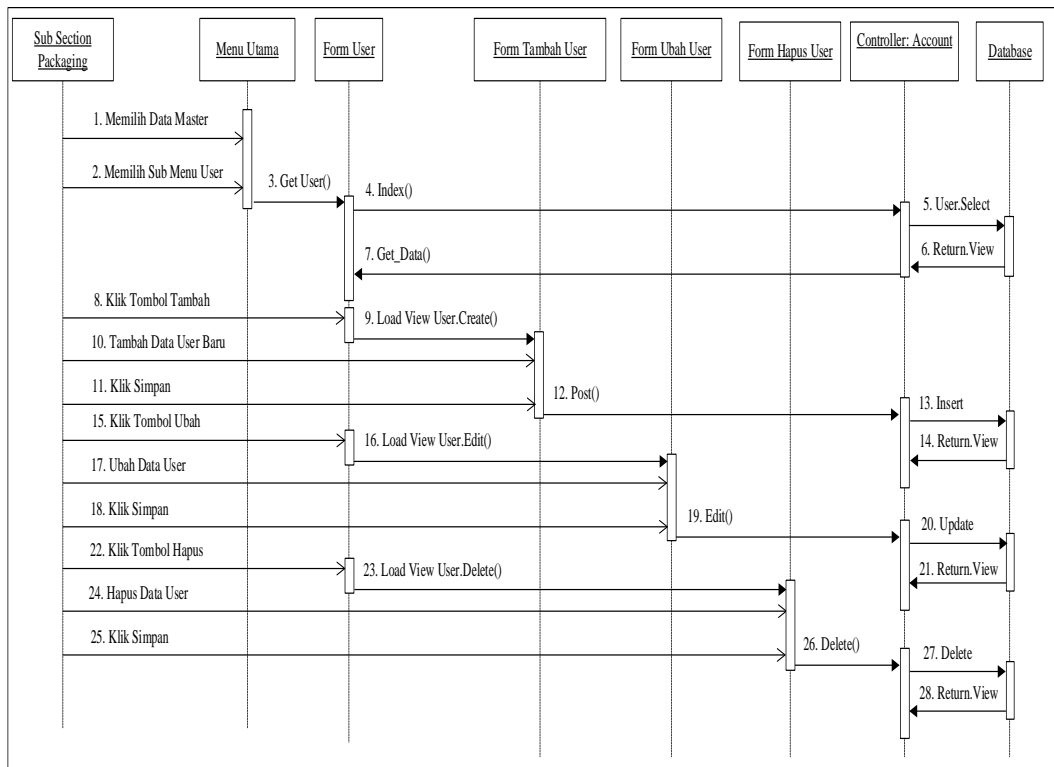 Sub Section
Packaging
Menu Utama
Form User
Form Tambah User
Form Ubah User
Form Hapus User
Controller: Account
Database
1. Memilih Data Master
2. Memilih Sub Menu User
3. Get User()
4. Index()
5. User.Select
6. Return.View
7. Get_Data()
8. Klik Tombol Tambah
9. Load View User.Create()
10. Tambah Data User Baru
11. Klik Simpan
12. Post()
13. Insert
14. Return.View
15. Klik Tombol Ubah
16. Load View User.Edit()
17. Ubah Data User
18. Klik Simpan
19. Edit()
20. Update
21. Return.View
22. Klik Tombol Hapus
23. Load View User.Delete()
24. Hapus Data User
25. Klik Simpan
26. Delete()
27. Delete
28. Return.View